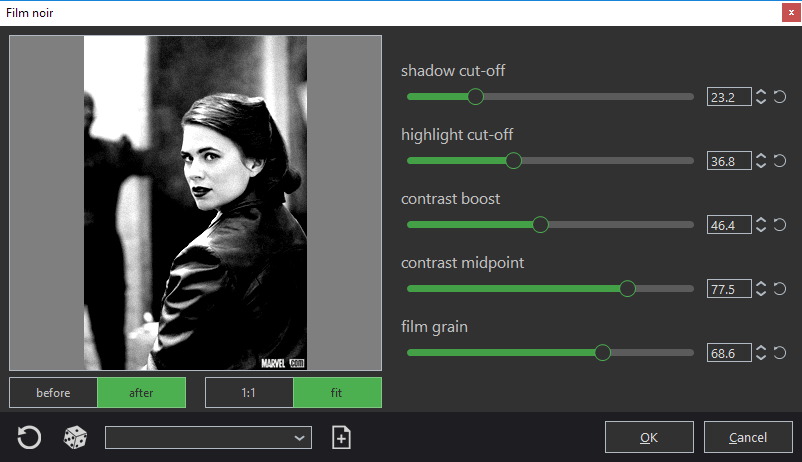 Film noir
x
shadow cut-off
23.2
highlight cut-off
36.8
contrast boost
46.4
contrast midpoint
77.5
film grain
68.6
MARVEL .com
before
after
1:1
fit
OK
Cancel